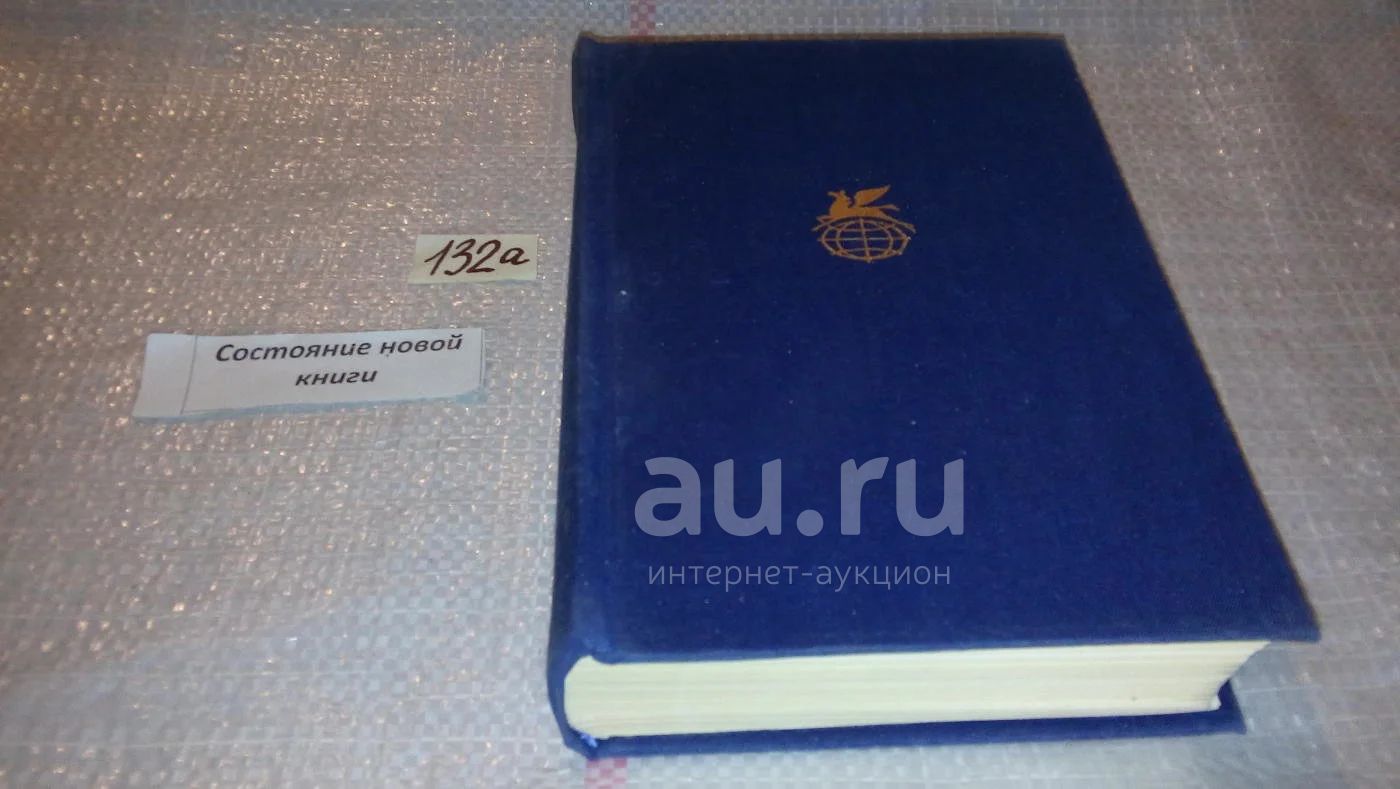 132а
Состояние новой
книги
au.ru
интернет-аукцион